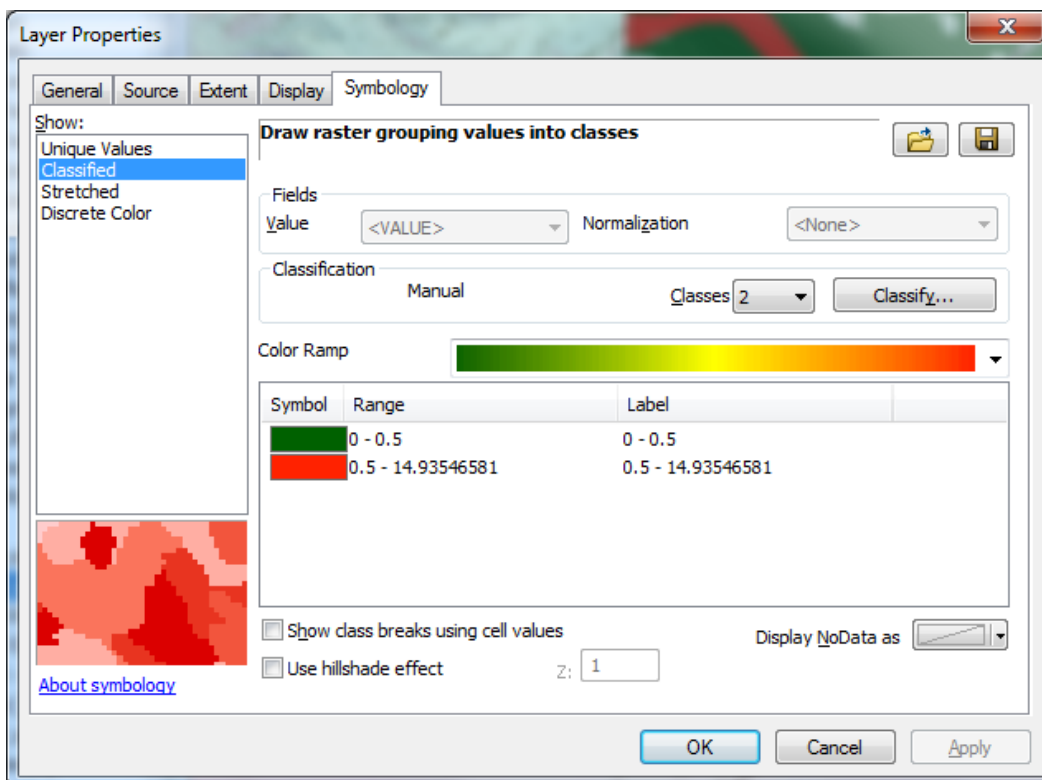 Layer Properties
General Source Extent Display Symbology
Show:
Unique Values
Classified
Stretched
Discrete Color
About symbology
Draw raster grouping values into classes
Fields
Value <VALUE> Normalization <None>
Classification
Manual Classes 2 Classify...
Color Ramp
Symbol Range Label
0 - 0.5 0 - 0.5
0.5 - 14.93546581 0.5 - 14.93546581
Show class breaks using cell values Display NoData as
Use hillshade effect Z: 1
OK Cancel Apply